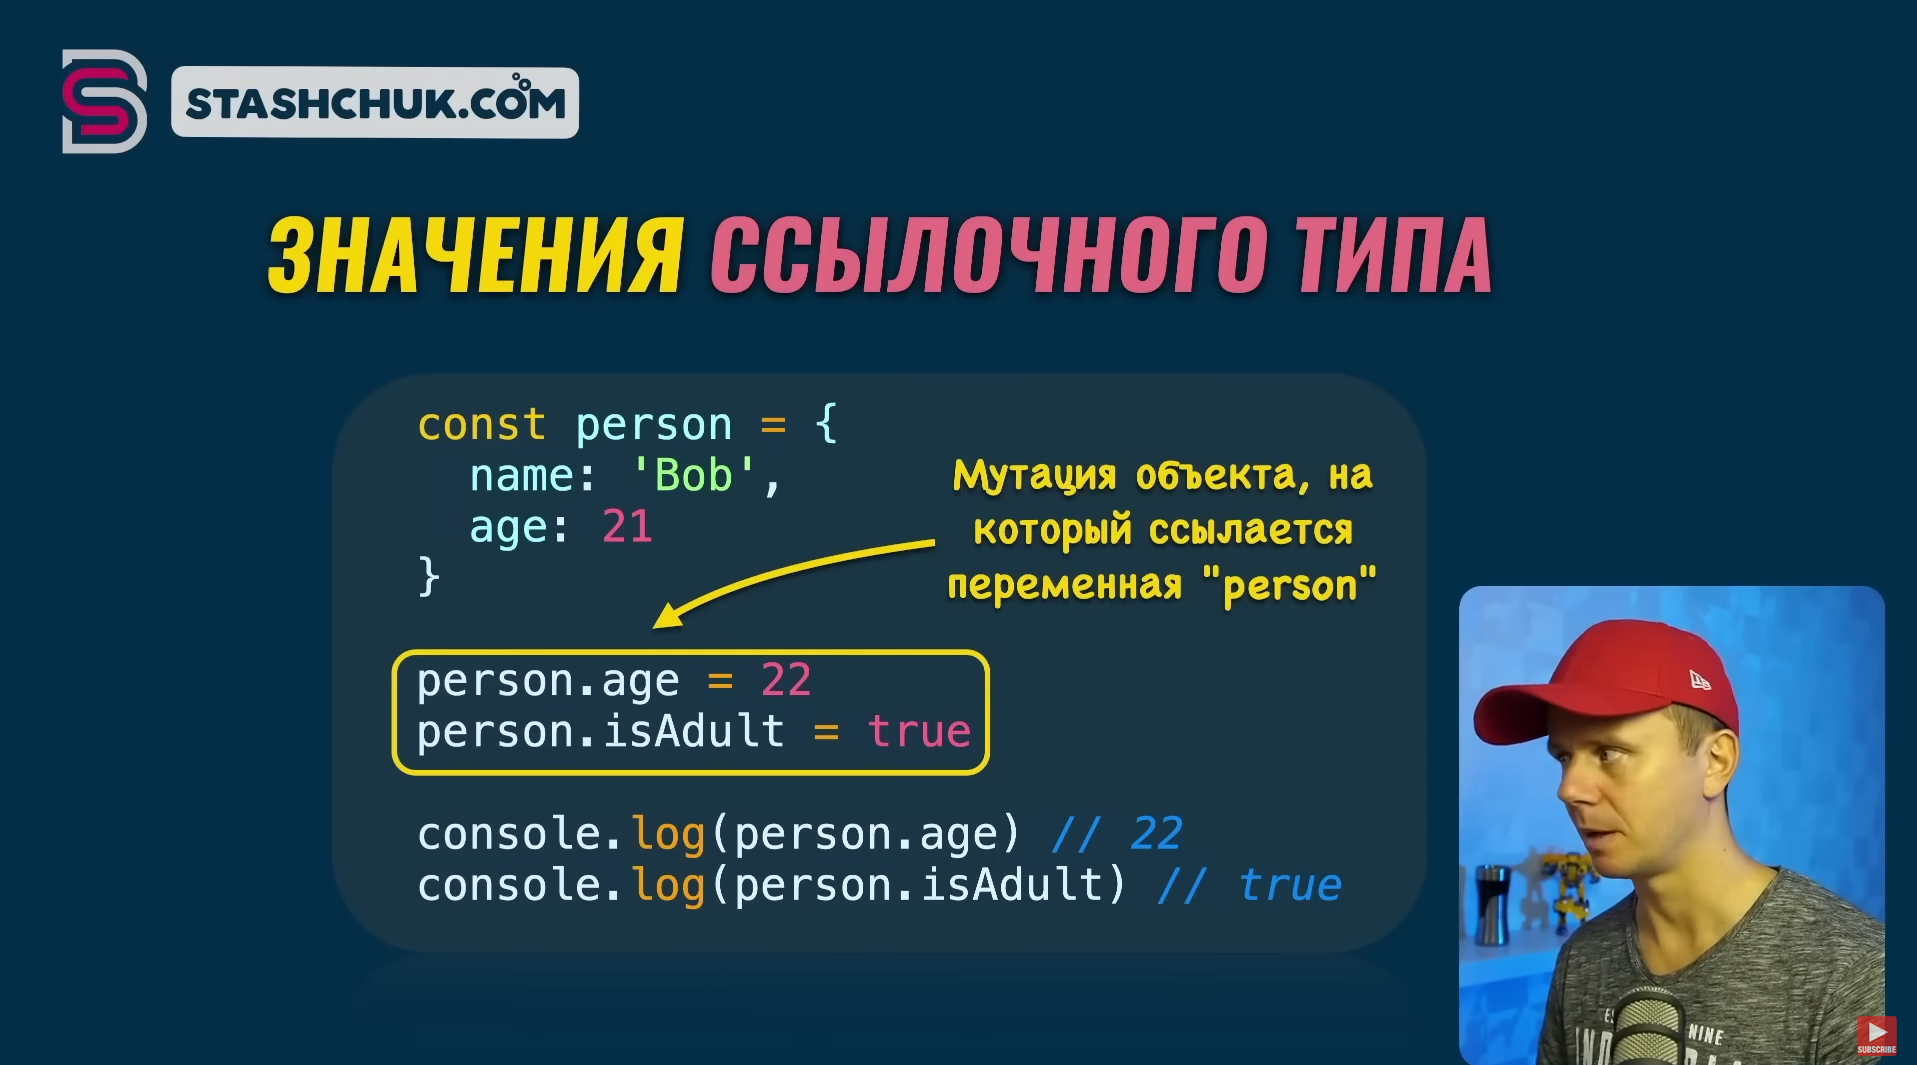 STASHCHUK.COM
ЗНАЧЕНИЯ ССЫЛОЧНОГО ТИПА
const person = {
  name: 'Bob',
  age: 21
}
Мутация объекта, на
который ссылается
переменная "person"
person.age = 22
person.isAdult = true
console.log(person.age) // 22
console.log(person.isAdult) // true
NINE
SUBSCRIBE